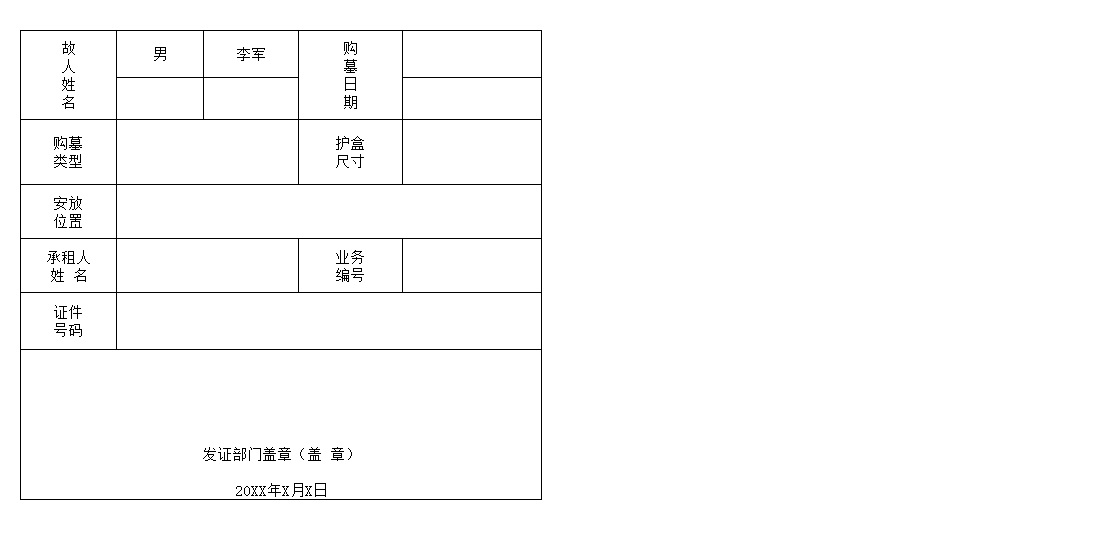 故
人
姓
名
男
李军
购
墓
日
期
购墓
类型
护盒
尺寸
安放
位置
承租人
姓 名
业务
编号
证件
号码
发证部门盖章（盖 章）
20XX年X月X日